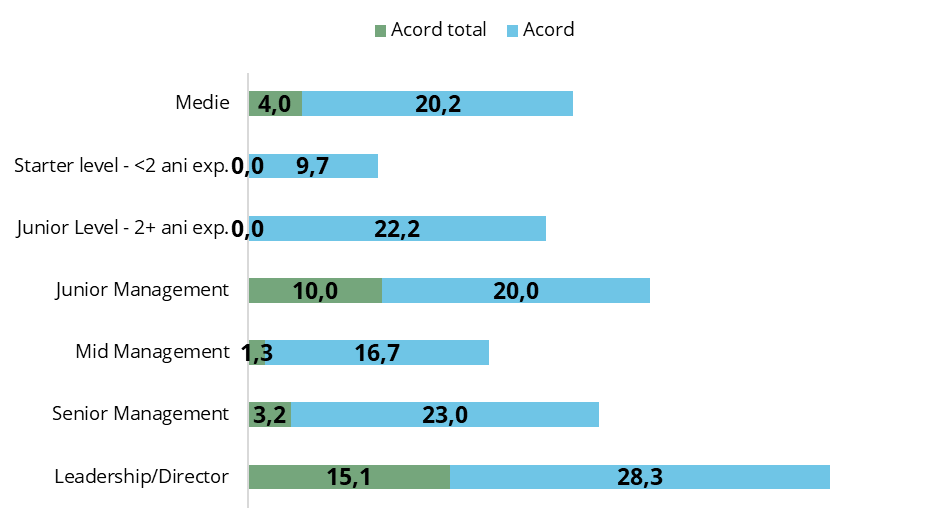 Acord total Acord
Medie 4,0 20,2
Starter level - <2 ani exp. 0,0 9,7
Junior Level - 2+ ani exp. 0,0 22,2
Junior Management 10,0 20,0
Mid Management 1,3 16,7
Senior Management 3,2 23,0
Leadership/Director 15,1 28,3